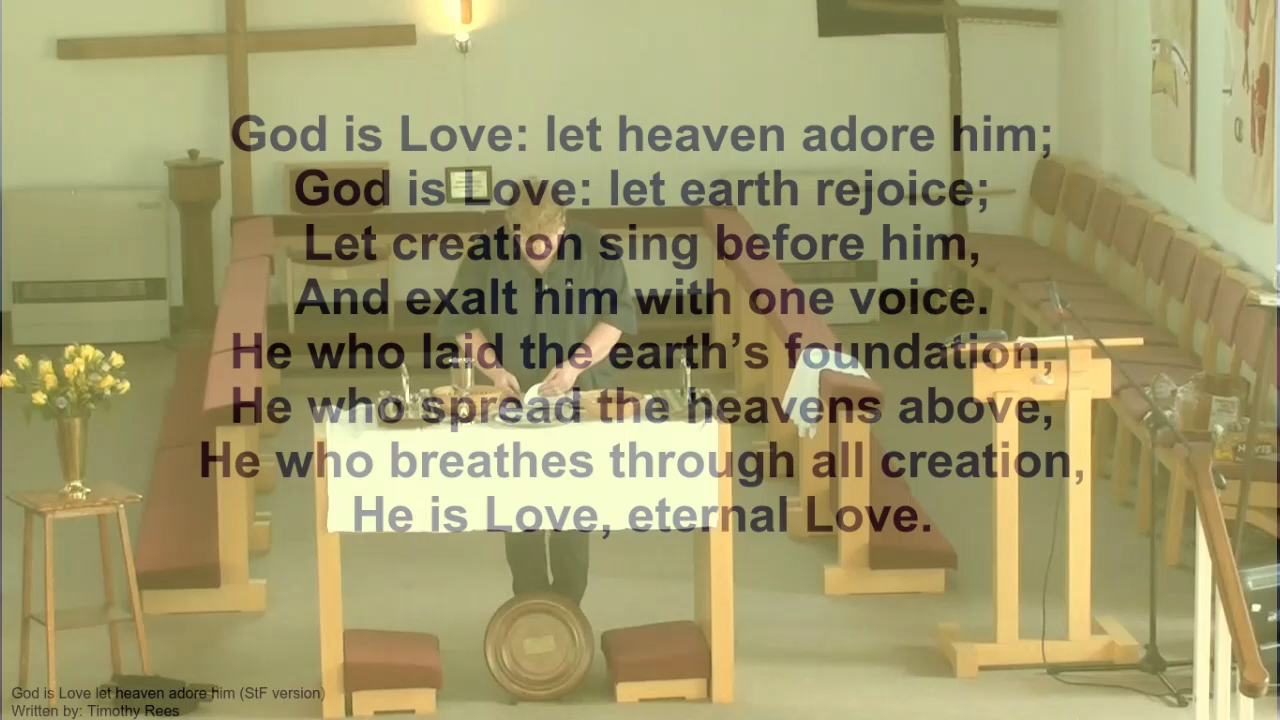 God is Love: let heaven adore him;
God is Love: let earth rejoice;
Let creation sing before him,
And exalt him with one voice.
He who laid the earth’s foundation,
He who spread the heavens above,
He who breathes through all creation,
He is Love, eternal Love.
God is Love let heaven adore him (StF version)
Written by: Timothy Rees